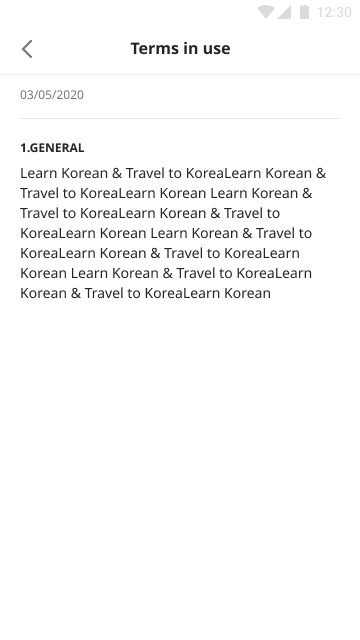 12:30
Terms in use
03/05/2020
1.GENERAL
Learn Korean & Travel to KoreaLearn Korean &
Travel to KoreaLearn Korean Learn Korean &
Travel to KoreaLearn Korean & Travel to
KoreaLearn Korean Learn Korean & Travel to
KoreaLearn Korean & Travel to KoreaLearn
Korean Learn Korean & Travel to KoreaLearn
Korean & Travel to KoreaLearn Korean